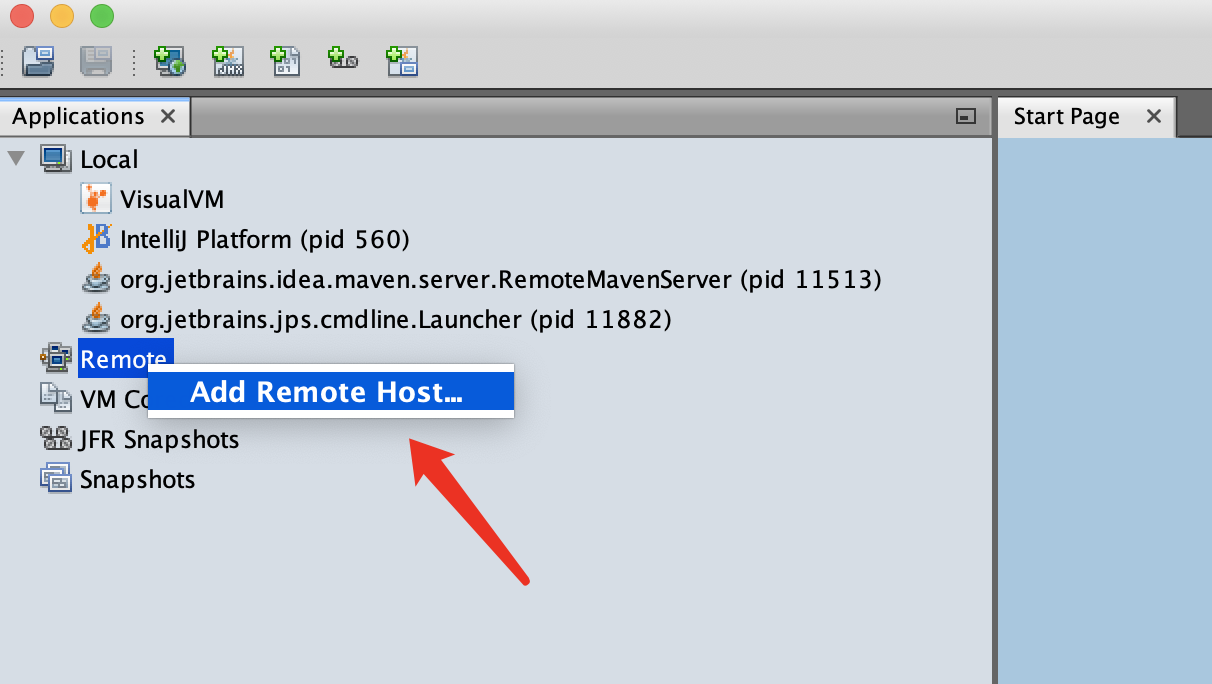 Applications
Start Page
Local
VisualVM
IntelliJ Platform (pid 560)
org.jetbrains.idea.maven.server.RemoteMavenServer (pid 11513)
org.jetbrains.jps.cmdline.Launcher (pid 11882)
Remote
Add Remote Host...
VM Co
JFR Snapshots
Snapshots